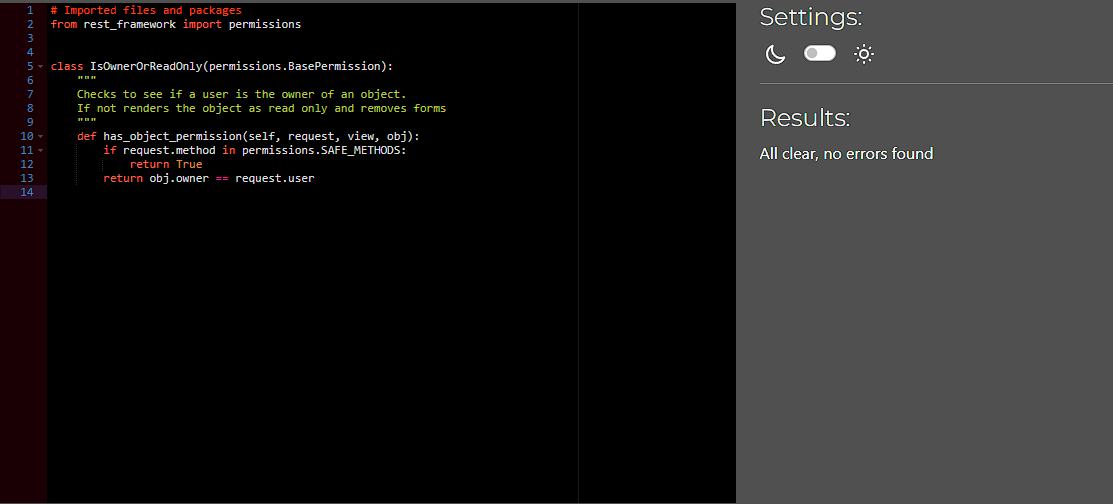 1 # Imported files and packages
2 from rest_framework import permissions
3
4
5 class IsOwnerOrReadOnly(permissions.BasePermission):
6     """
7     Checks to see if a user is the owner of an object.
8     If not renders the object as read only and removes forms
9     """
10     def has_object_permission(self, request, view, obj):
11         if request.method in permissions.SAFE_METHODS:
12             return True
13         return obj.owner == request.user
14
Settings:
Results:
All clear, no errors found